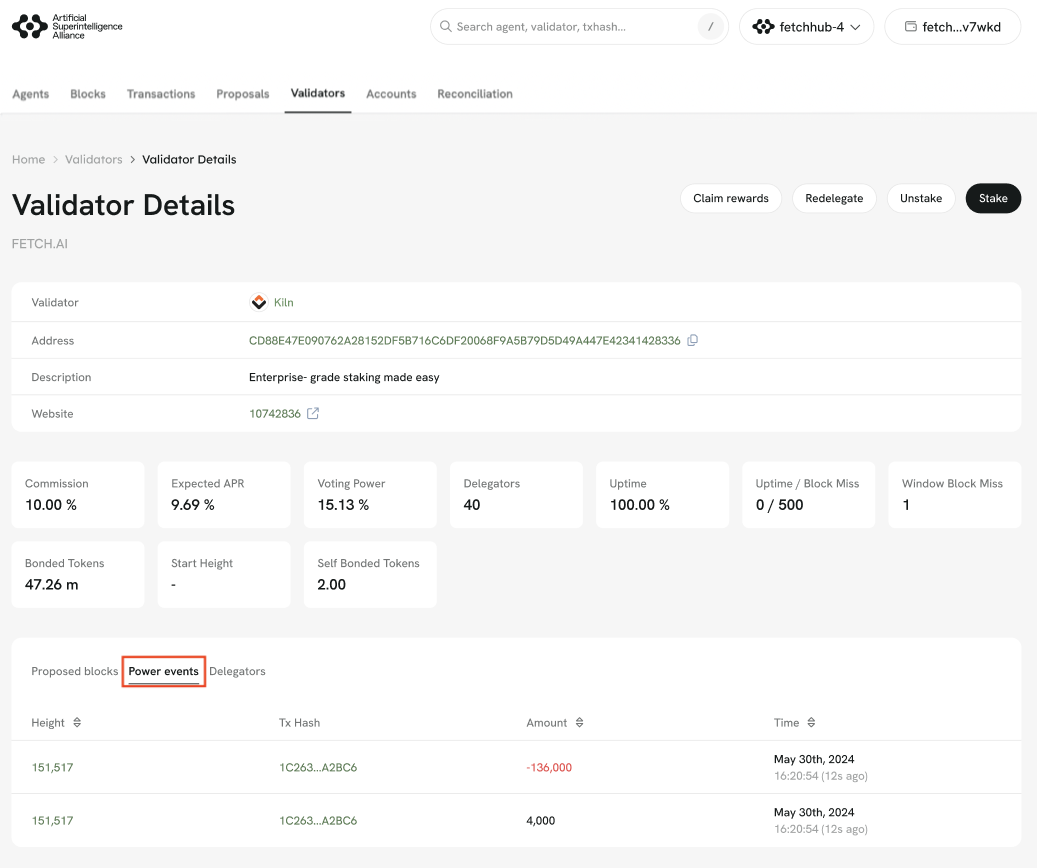 Artificial
Superintelligence
Alliance
Search agent, validator, txhash... /
fetchhub-4
fetch...v7wkd
Agents Blocks Transactions Proposals Validators Accounts Reconciliation
Home > Validators > Validator Details
Validator Details
Claim rewards Redelegate Unstake Stake
FETCH.AI
Validator Kiln
Address CD88E47E090762A28152DF5B716C6DF20068F9A5B79D5D49A447E42341428336
Description Enterprise- grade staking made easy
Website 10742836
Commission Expected APR Voting Power Delegators Uptime Uptime / Block Miss Window Block Miss
10.00 % 9.69 % 15.13 % 40 100.00 % 0 / 500 1
Bonded Tokens Start Height Self Bonded Tokens
47.26 m - 2.00
Proposed blocks Power events Delegators
Height Tx Hash Amount Time
151,517 1C263...A2BC6 -136,000 May 30th, 2024
16:20:54 (12s ago)
151,517 1C263...A2BC6 4,000 May 30th, 2024
16:20:54 (12s ago)